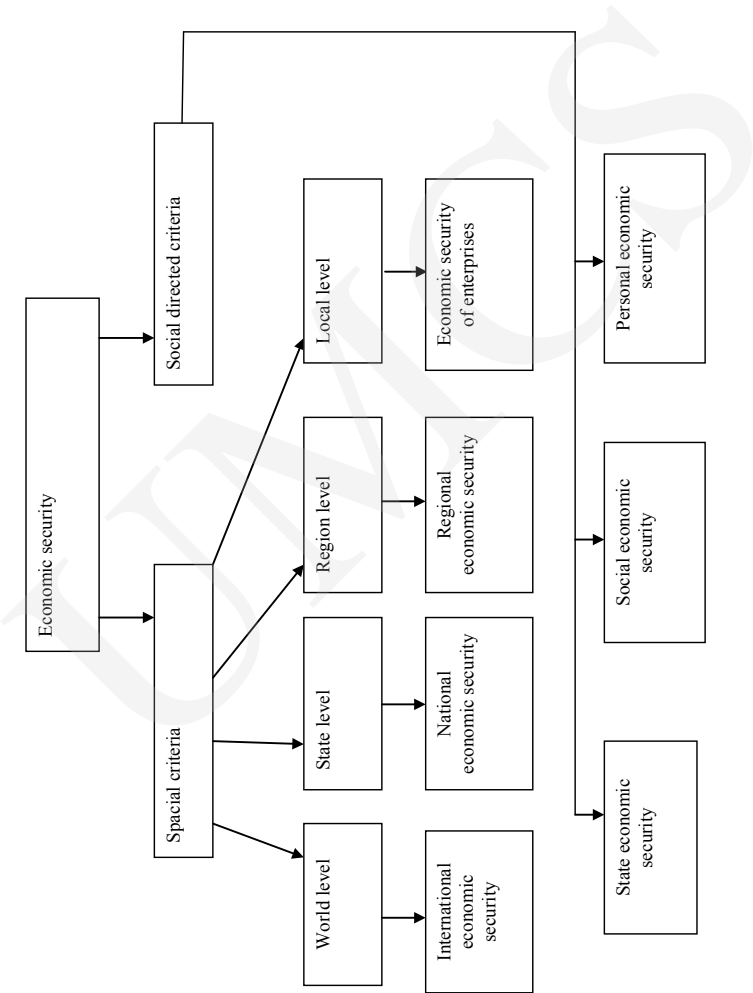 Economic security
Spacial criteria
Social directed criteria
World level
State level
Region level
Local level
International
economic
security
National
economic security
Regional
economic security
Economic security
of enterprises
State economic
security
Social economic
security
Personal economic
security
UMCS